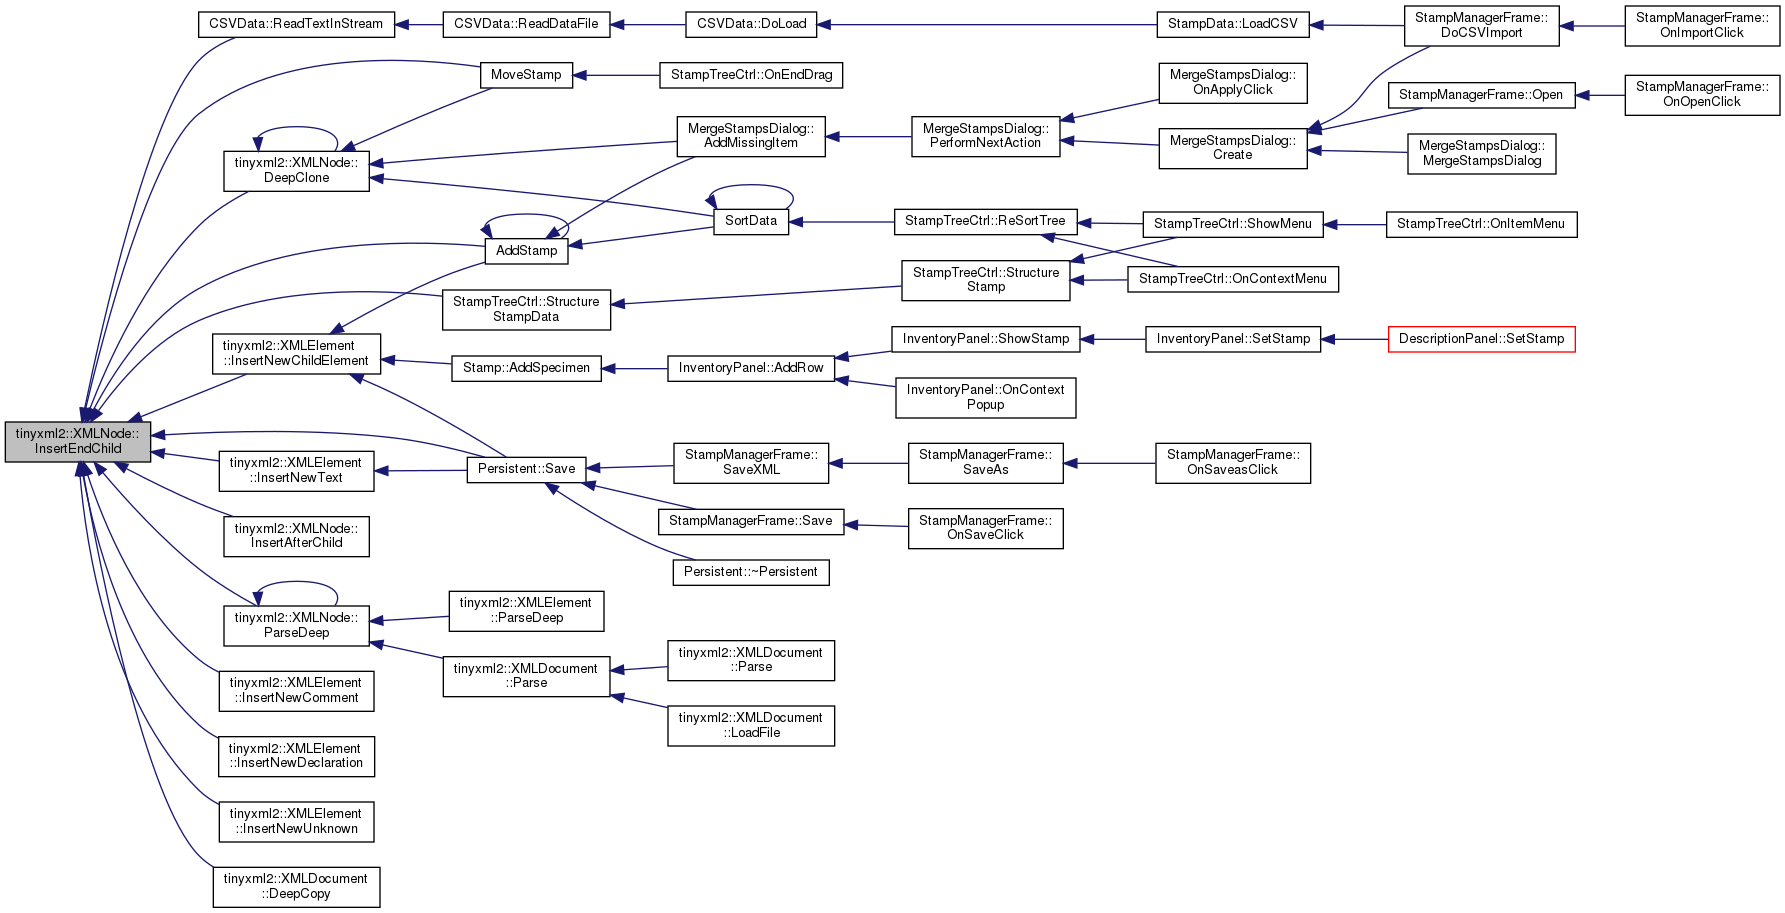 CSVData::ReadTextInStream
CSVData::ReadDataFile
CSVData::DoLoad
StampData::LoadCSV
StampManagerFrame::
DoCSVImport
StampManagerFrame::
OnImportClick
MoveStamp
StampTreeCtrl::OnEndDrag
MergeStampsDialog::
OnApplyClick
StampManagerFrame::Open
StampManagerFrame::
OnOpenClick
tinyxml2::XMLNode::
DeepClone
MergeStampsDialog::
AddMissingItem
MergeStampsDialog::
PerformNextAction
MergeStampsDialog::
Create
MergeStampsDialog::
MergeStampsDialog
SortData
StampTreeCtrl::ReSortTree
StampTreeCtrl::ShowMenu
StampTreeCtrl::OnItemMenu
AddStamp
StampTreeCtrl::Structure
Stamp
StampTreeCtrl::OnContextMenu
StampTreeCtrl::Structure
StampData
tinyxml2::XMLElement
::InsertNewChildElement
Stamp::AddSpecimen
InventoryPanel::AddRow
InventoryPanel::ShowStamp
InventoryPanel::SetStamp
DescriptionPanel::SetStamp
InventoryPanel::OnContext
Popup
tinyxml2::XMLNode::
InsertEndChild
tinyxml2::XMLElement
::InsertNewText
Persistent::Save
StampManagerFrame::
SaveXML
StampManagerFrame::
SaveAs
StampManagerFrame::
OnSaveasClick
StampManagerFrame::Save
StampManagerFrame::
OnSaveClick
Persistent::~Persistent
tinyxml2::XMLNode::
InsertAfterChild
tinyxml2::XMLNode::
ParseDeep
tinyxml2::XMLElement
::ParseDeep
tinyxml2::XMLDocument
::Parse
tinyxml2::XMLDocument
::Parse
tinyxml2::XMLDocument
::LoadFile
tinyxml2::XMLElement
::InsertNewComment
tinyxml2::XMLElement
::InsertNewDeclaration
tinyxml2::XMLElement
::InsertNewUnknown
tinyxml2::XMLDocument
::DeepCopy